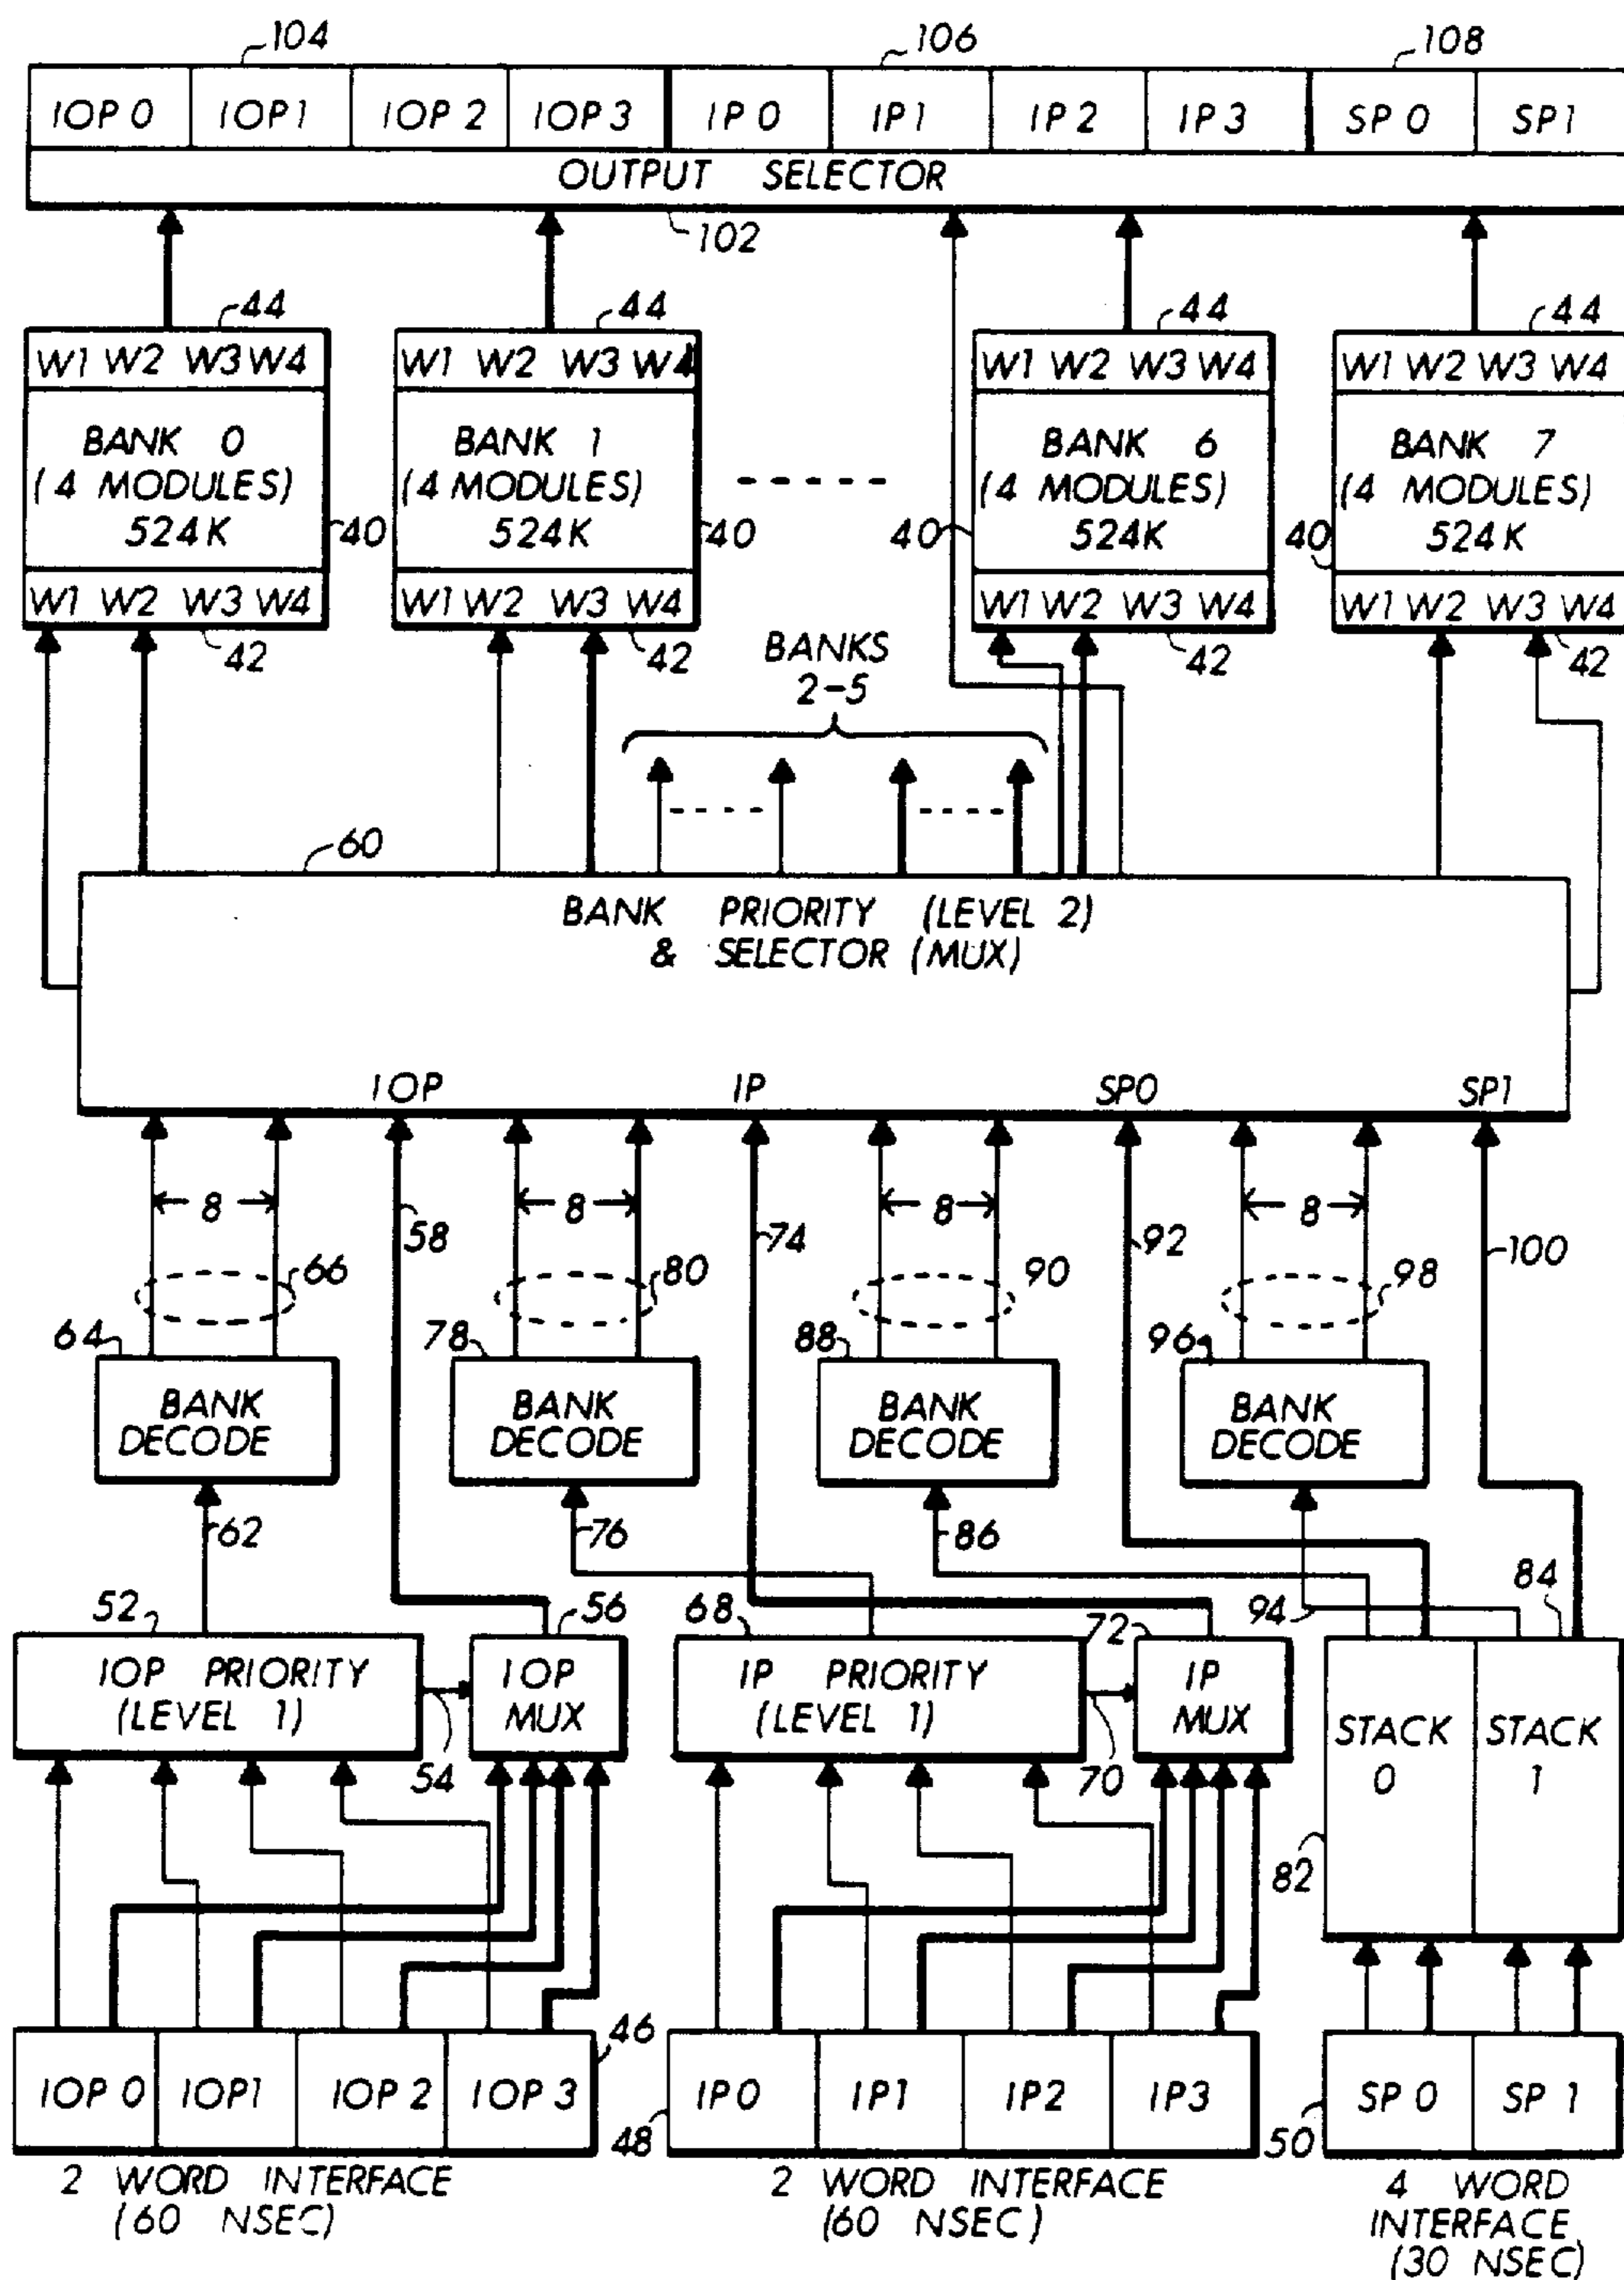 104 106 108
IOP 0 IOP 1 IOP 2 IOP 3 IP 0 IP 1 IP 2 IP 3 SP 0 SP 1
OUTPUT SELECTOR
102
44 44 44 44
W1 W2 W3 W4 W1 W2 W3 W4 W1 W2 W3 W4 W1 W2 W3 W4
BANK 0 BANK 1 BANK 6 BANK 7
(4 MODULES) (4 MODULES) (4 MODULES) (4 MODULES)
524K 40 524K 40 40 524K 40 524K
W1 W2 W3 W4 W1 W2 W3 W4 W1 W2 W3 W4 W1 W2 W3 W4
42 42 42 42
BANKS
2-5
60
BANK PRIORITY (LEVEL 2)
& SELECTOR (MUX)
IOP IP SP0 SP1
8 8 8 8
58 74 92 100
66 80 90 98
64 78 88 96
BANK BANK BANK BANK
DECODE DECODE DECODE DECODE
62 76 86
84
52 56 68 72 94
IOP PRIORITY IOP IP PRIORITY IP
(LEVEL 1) MUX (LEVEL 1) MUX
STACK STACK
0 1
54 70
82
46
IOP 0 IOP 1 IOP 2 IOP 3 IP0 IP1 IP2 IP3 SP 0 SP 1
48 50
2 WORD INTERFACE 2 WORD INTERFACE 4 WORD
(60 NSEC) (60 NSEC) INTERFACE
(30 NSEC)